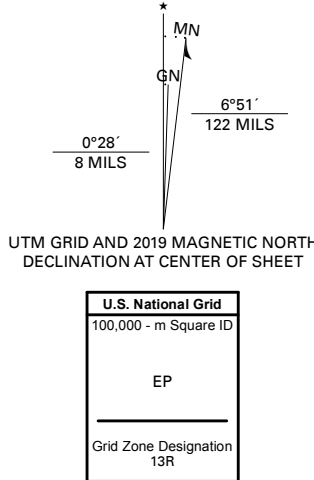 ★
MN
GN
6°51´
122 MILS
0°28´
8 MILS
UTM GRID AND 2019 MAGNETIC NORTH
DECLINATION AT CENTER OF SHEET
U.S. National Grid
100,000 - m Square ID
EP
Grid Zone Designation
13R